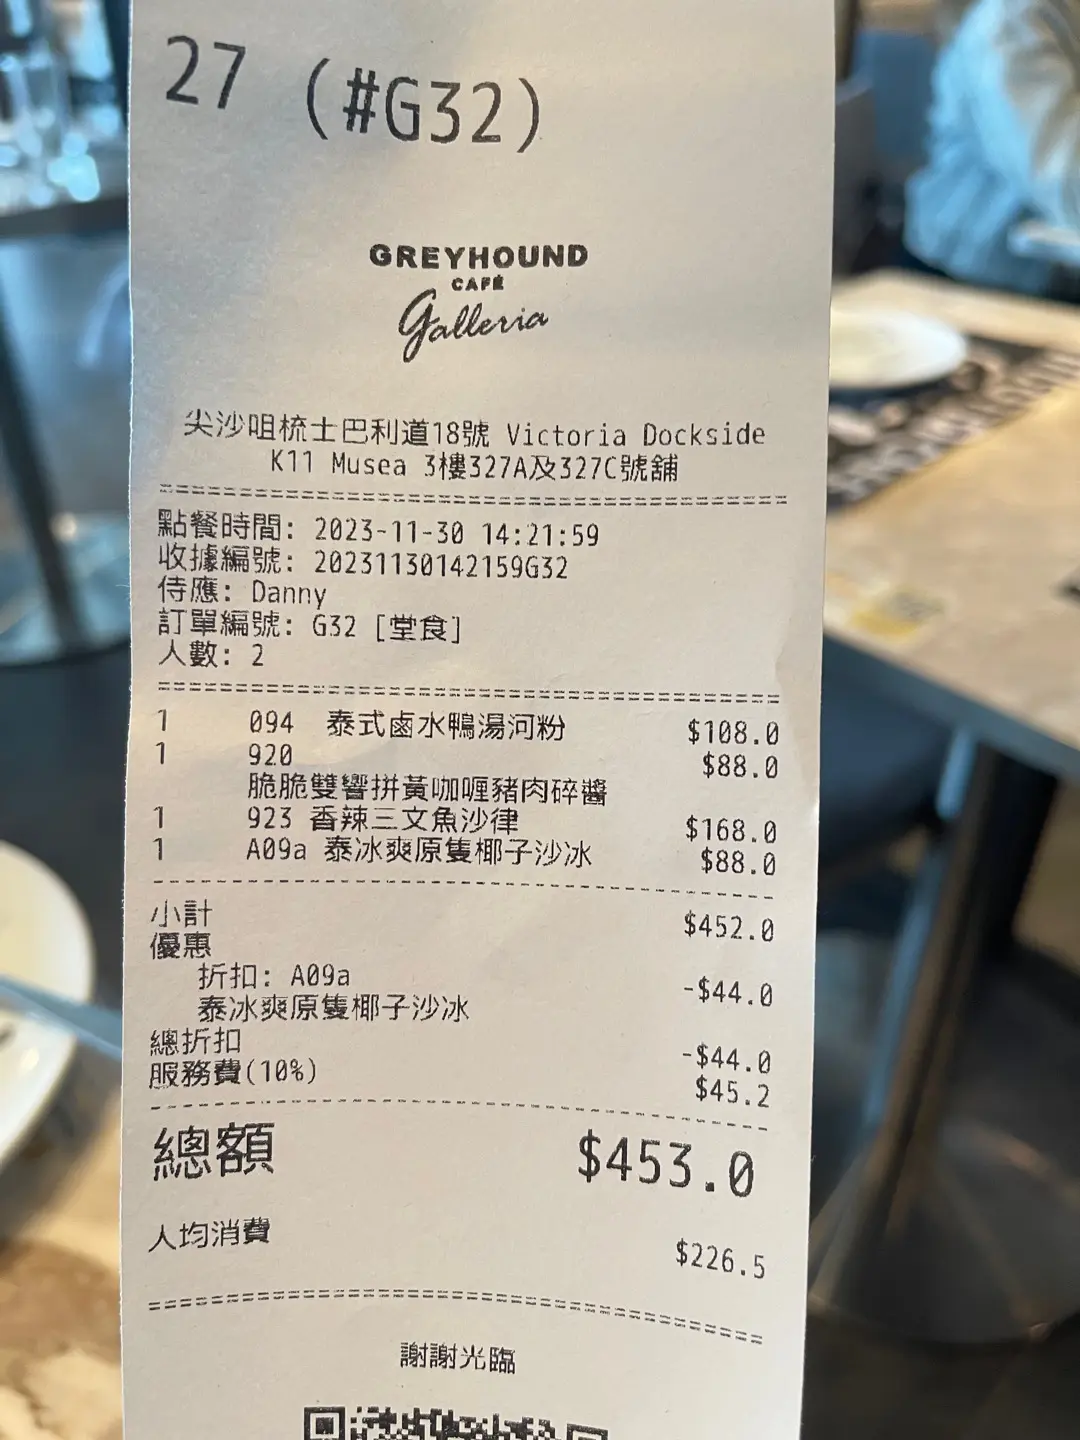 27 (#G32)
GREYHOUND
CAFÉ
Galleria
尖沙咀梳士巴利道18號 Victoria Dockside
K11 Musea 3樓327A及327C號舖
點餐時間: 2023-11-30 14:21:59
收據編號: 20231130142159G32
侍應: Danny
訂單編號: G32 [堂食]
人數: 2
1 094 泰式鹵水鴨湯河粉 $108.0
1 920 $88.0
脆脆雙響拼黃咖喱豬肉碎醬
1 923 香辣三文魚沙律 $168.0
1 A09a 泰冰爽原隻椰子沙冰 $88.0
小計 $452.0
優惠
折扣: A09a -$44.0
泰冰爽原隻椰子沙冰
總折扣 -$44.0
服務費(10%) $45.2
總額 $453.0
人均消費 $226.5
謝謝光臨